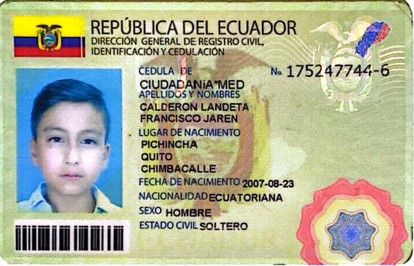 REPÚBLICA DEL ECUADOR
DIRECCIÓN GENERAL DE REGISTRO CIVIL,
IDENTIFICACIÓN Y CEDULACIÓN
CÉDULA DE No. 175247744-6
CIUDADANIA*MED
APELLIDOS Y NOMBRES
CALDERON LANDETA
FRANCISCO JAREN
LUGAR DE NACIMIENTO
PICHINCHA
QUITO
CHIMBACALLE
FECHA DE NACIMIENTO 2007-08-23
NACIONALIDAD ECUATORIANA
SEXO HOMBRE
ESTADO CIVIL SOLTERO